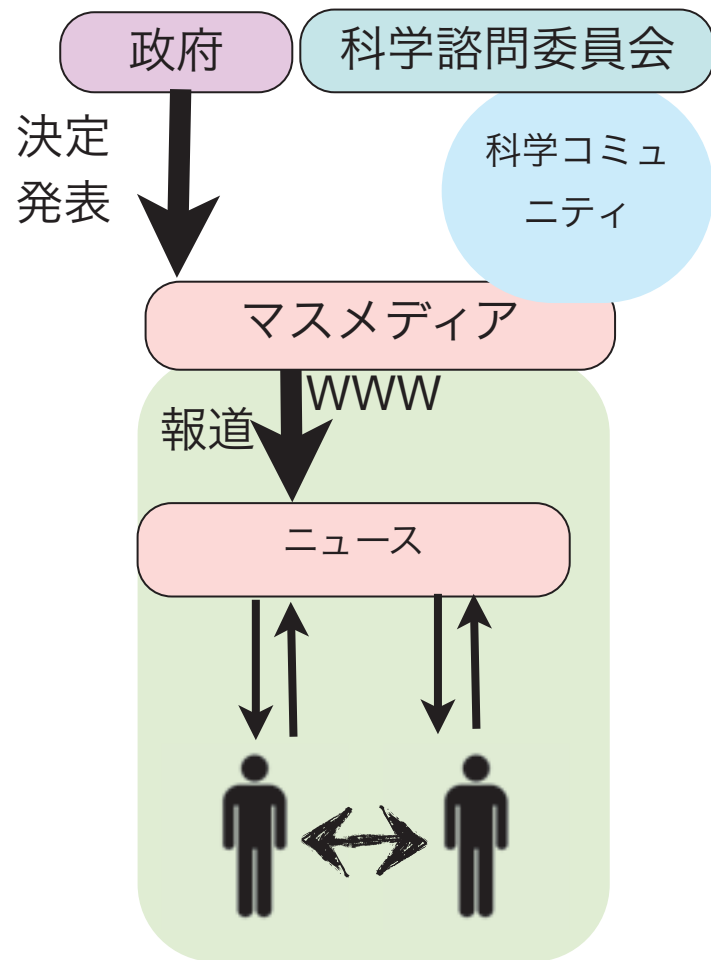 政府
科学諮問委員会
決定
発表
科学コミュ
ニティ
マスメディア
WWW
報道
ニュース